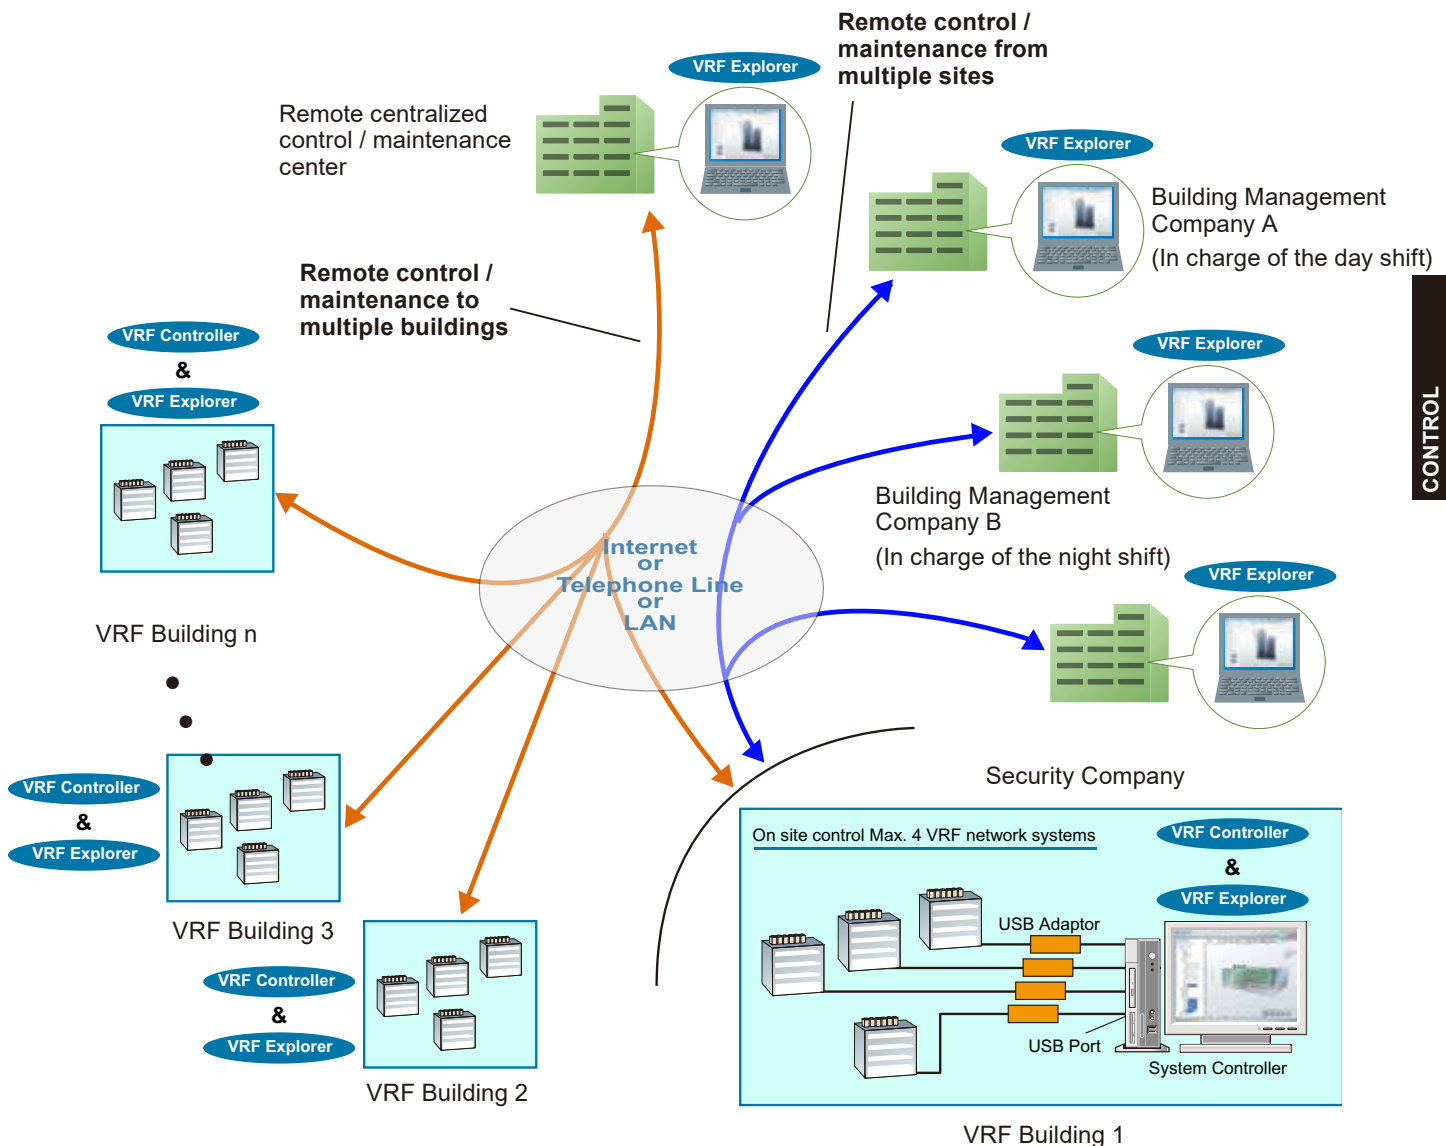 Remote control /
maintenance from
multiple sites
VRF Explorer
Remote centralized
control / maintenance
center
VRF Explorer
Building Management
Company A
(In charge of the day shift)
Remote control /
maintenance to
multiple buildings
CONTROL
VRF Controller
&
VRF Explorer
VRF Explorer
Building Management
Company B
(In charge of the night shift)
Internet
or
Telephone Line
or
LAN
VRF Explorer
VRF Building n
VRF Controller
&
VRF Explorer
VRF Building 3
Security Company
On site control Max. 4 VRF network systems
VRF Controller
&
VRF Explorer
USB Adaptor
USB Port
System Controller
VRF Controller
&
VRF Explorer
VRF Building 2
VRF Building 1